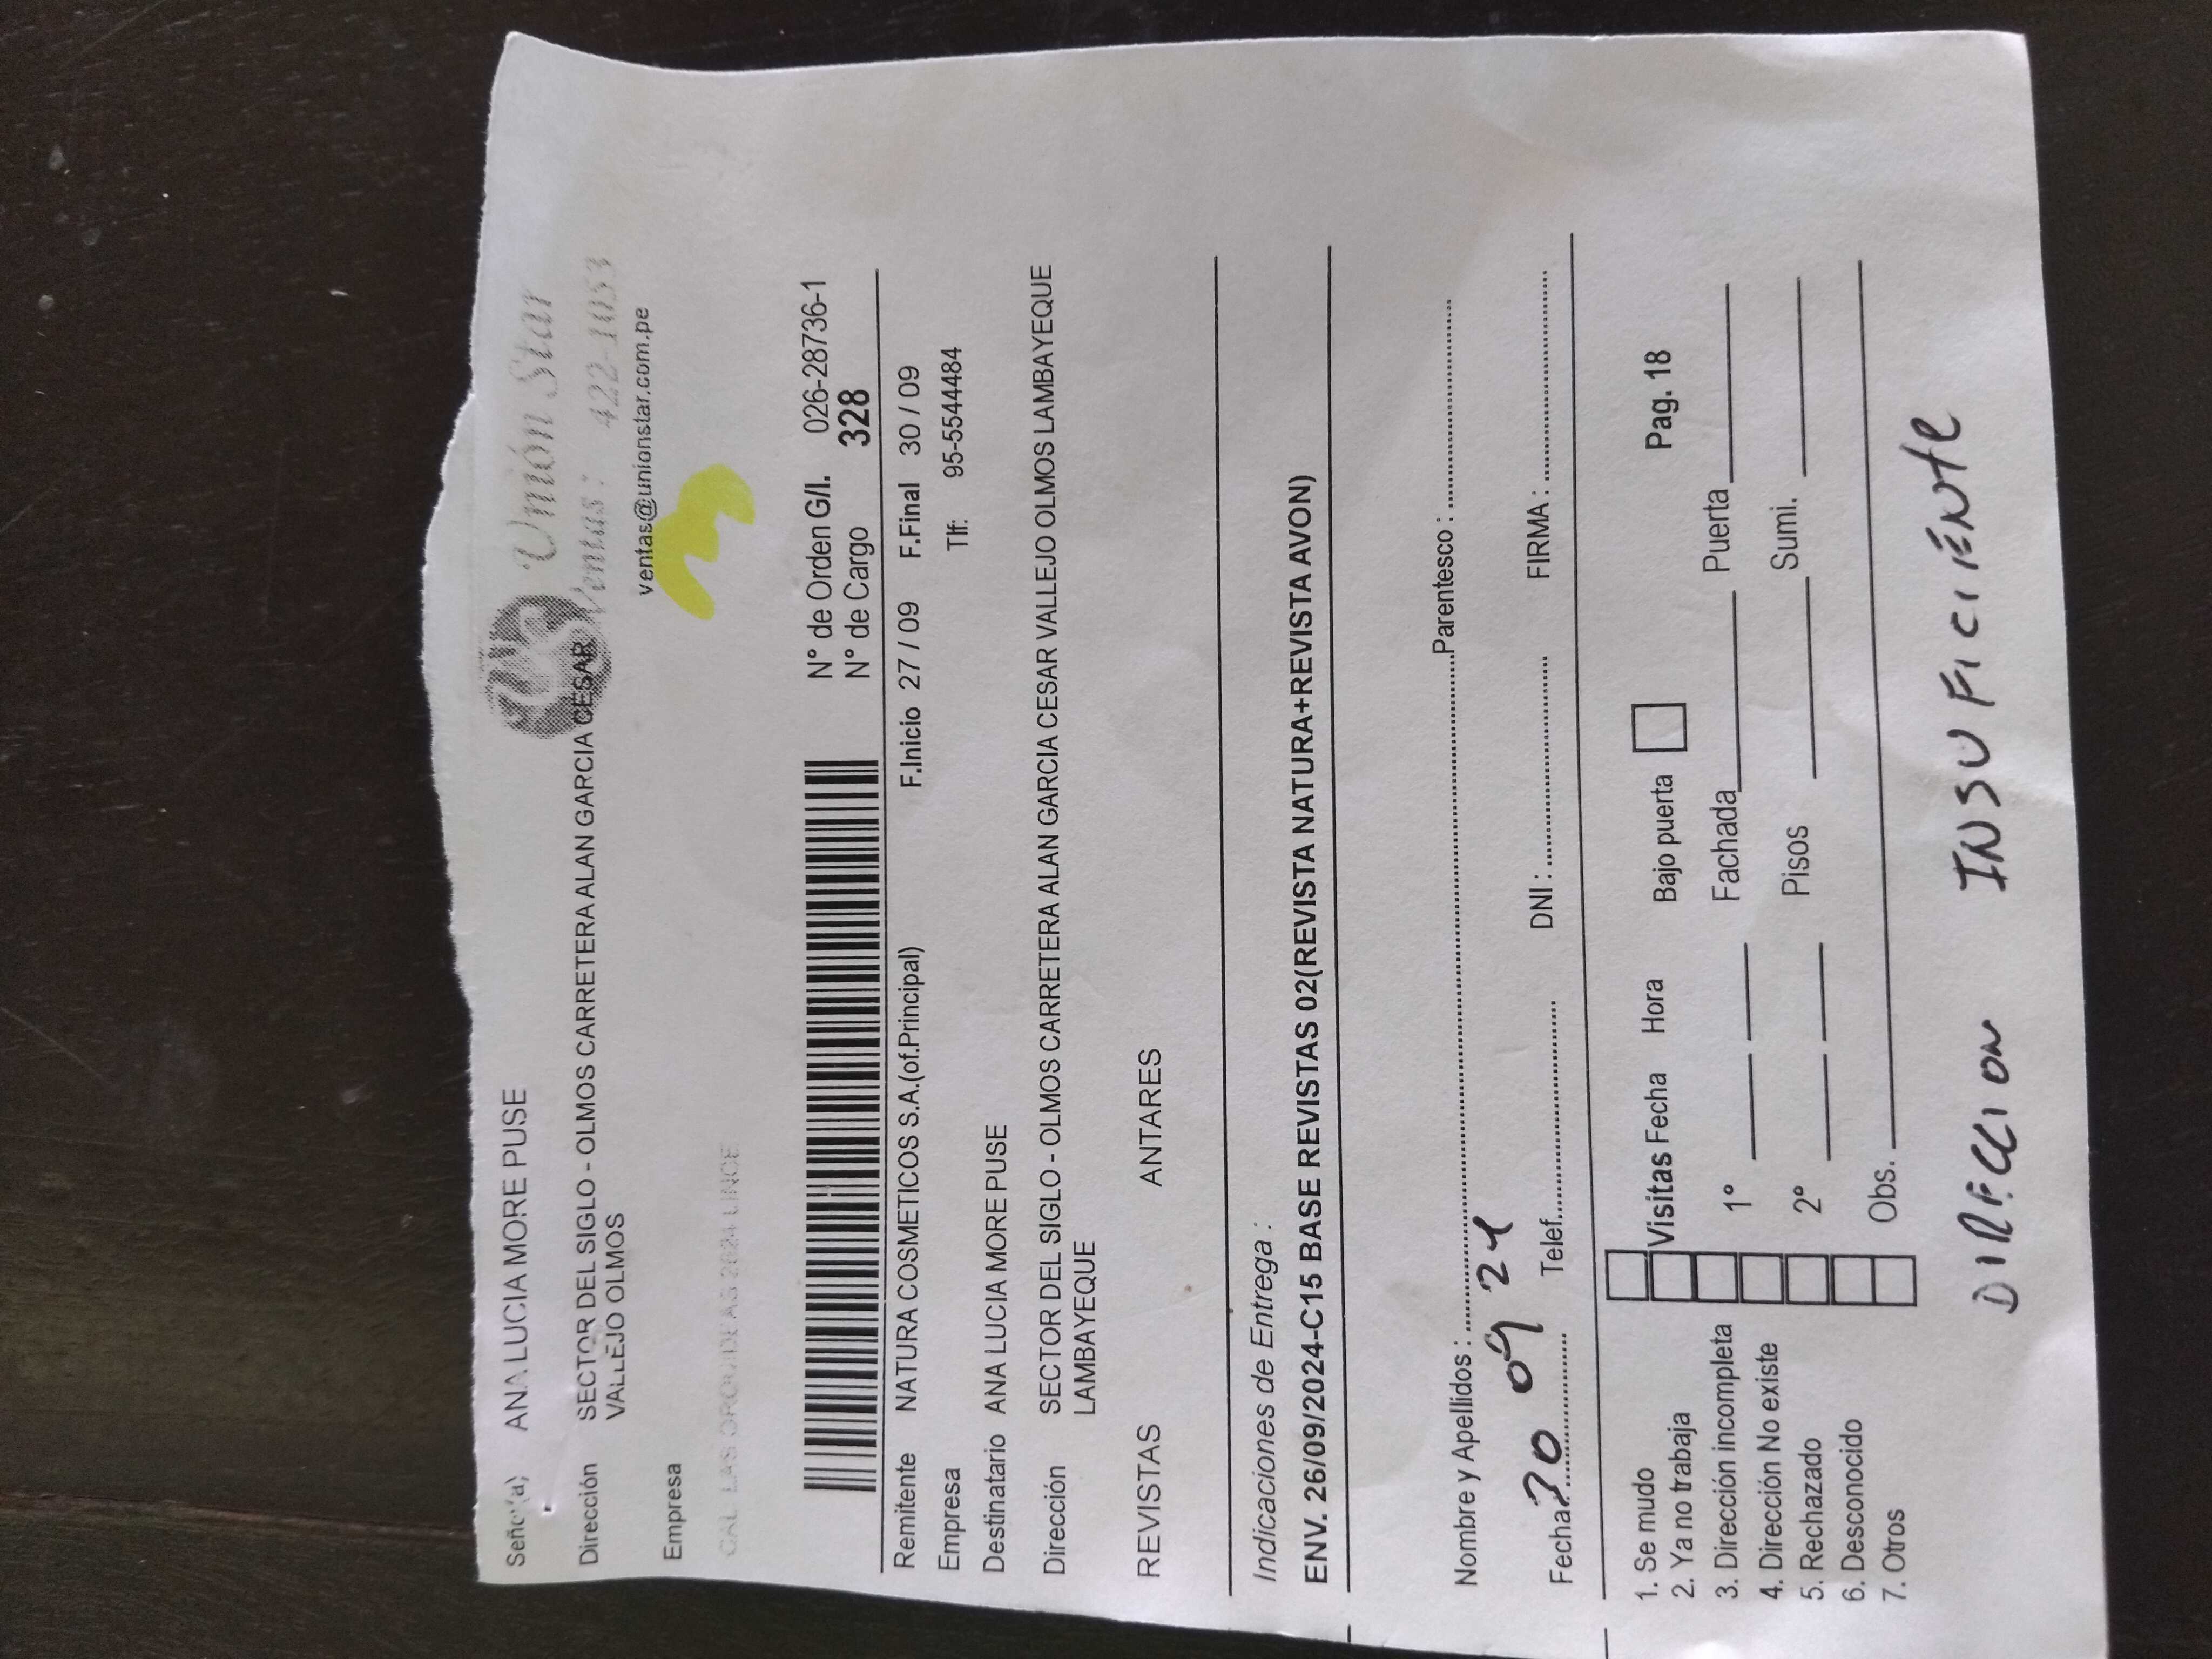 Unión Star
Ventas: 422-1053
ventas@unionstar.com.pe
Señor(a); ANA LUCIA MORE PUSE
Dirección SECTOR DEL SIGLO - OLMOS CARRETERA ALAN GARCIA CESAR
VALLEJO OLMOS
Empresa
N° de Orden G/I. 026-28736-1
N° de Cargo 328
Remitente NATURA COSMETICOS S.A.(of.Principal) F.Inicio 27 / 09 F.Final 30 / 09
Empresa Tlf: 95-5544484
Destinatario ANA LUCIA MORE PUSE
Dirección SECTOR DEL SIGLO - OLMOS CARRETERA ALAN GARCIA CESAR VALLEJO OLMOS LAMBAYEQUE
LAMBAYEQUE
REVISTAS ANTARES
Indicaciones de Entrega :
ENV. 26/09/2024-C15 BASE REVISTAS 02(REVISTA NATURA+REVISTA AVON)
Nombre y Apellidos : Parentesco :
Fecha: 30 09 24 Telef. DNI : FIRMA :
1. Se mudo
2. Ya no trabaja Visitas Fecha Hora Bajo puerta Pag. 18
3. Dirección incompleta 1° Fachada Puerta
4. Dirección No existe
5. Rechazado 2° Pisos Sumi.
6. Desconocido
7. Otros Obs.
DIRECCION INSUFICIENTE